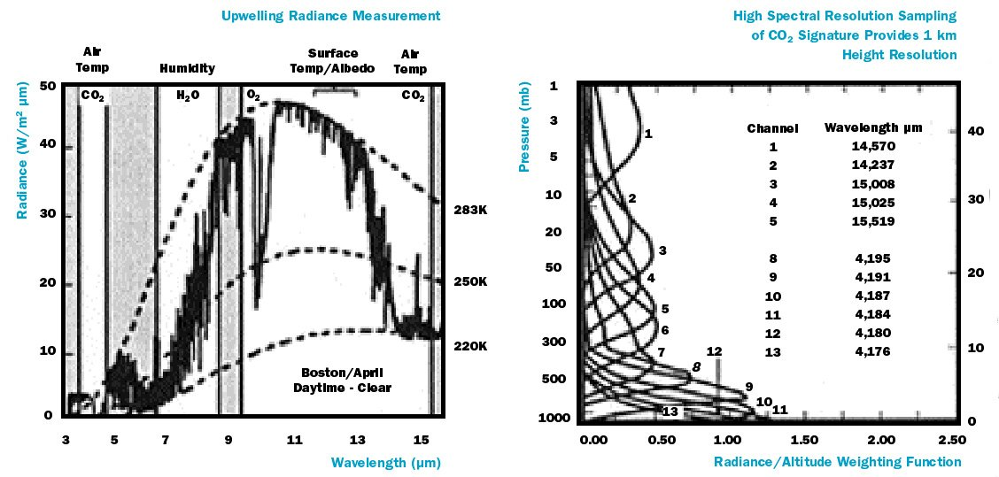 Upwelling Radiance Measurement
Air
Temp
Humidity
Surface
Temp/Albedo
Air
Temp
CO₂
H₂O
O₂
CO₂
Radiance (W/m² µm)
50
40
30
20
10
0
283K
250K
220K
Boston/April
Daytime - Clear
3 5 7 9 11 13 15
Wavelength (µm)
High Spectral Resolution Sampling
of CO₂ Signature Provides 1 km
Height Resolution
Pressure (mb)
1
3
5
10
20
50
100
300
500
1000
Channel Wavelength µm
1 14,570
2 14,237
3 15,008
4 15,025
5 15,519
8 4,195
9 4,191
10 4,187
11 4,184
12 4,180
13 4,176
1
2
3
4
5
6
7
12
8
9
10
11
13
40
30
20
10
0
0.00 0.50 1.00 1.50 2.00 2.50
Radiance/Altitude Weighting Function